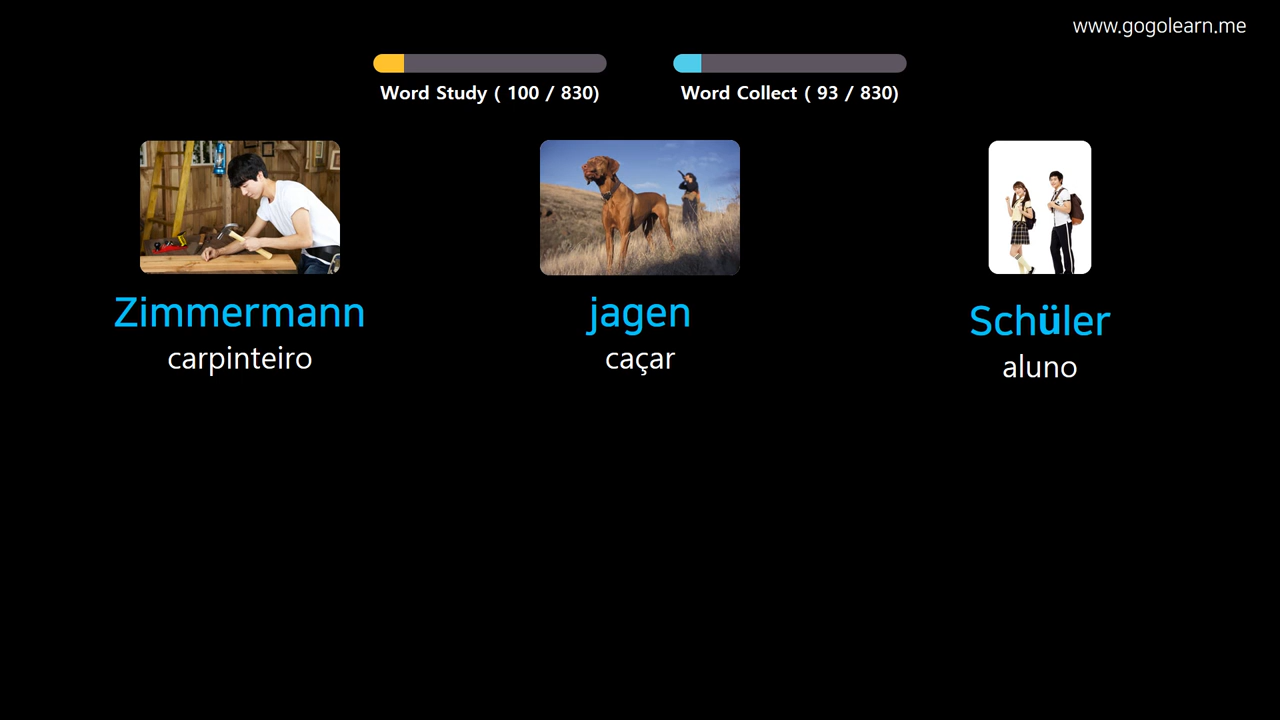 www.gogolearn.me
Word Study ( 100 / 830)
Word Collect ( 93 / 830)
Zimmermann
carpinteiro
jagen
caçar
Schüler
aluno